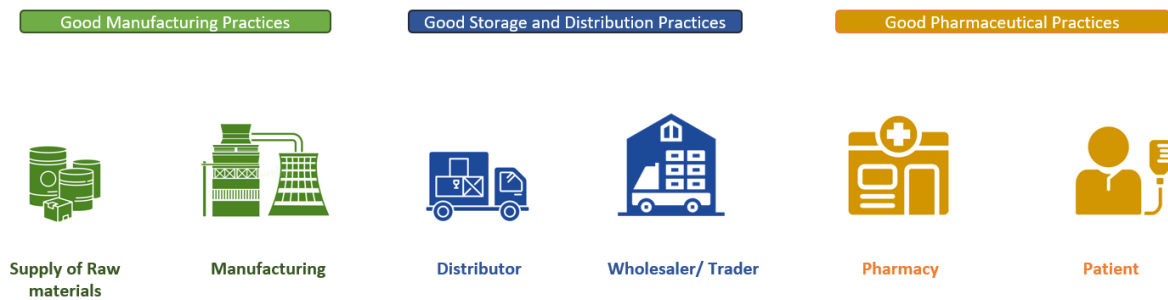 Good Manufacturing Practices
Good Storage and Distribution Practices
Good Pharmaceutical Practices
Supply of Raw
materials
Manufacturing
Distributor
Wholesaler/ Trader
Pharmacy
Patient